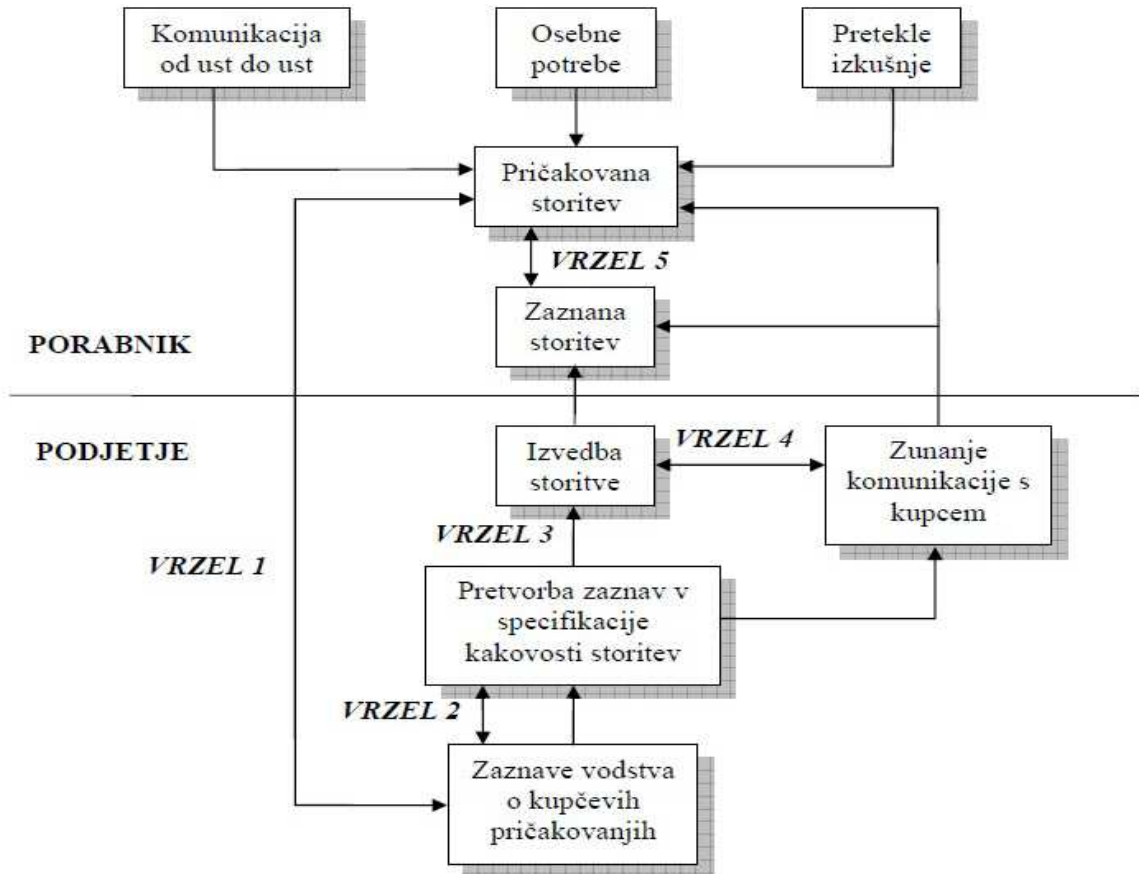 Komunikacija
od ust do ust
Osebne
potrebe
Pretekle
izkušnje
Pričakovana
storitev
VRZEL 5
Zaznana
storitev
PORABNIK
PODJETJE
Izvedba
storitve
VRZEL 4
Zunanje
komunikacije s
kupcem
VRZEL 3
VRZEL 1
Pretvorba zaznav v
specifikacije
kakovosti storitev
VRZEL 2
Zaznave vodstva
o kupčevih
pričakovanjih